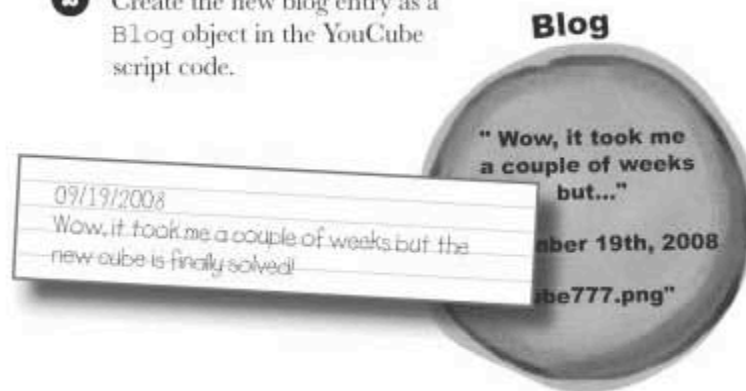 Create the new blog entry as a
Blog object in the YouCube
script code.
Blog
" Wow, it took me
a couple of weeks
but..."
ber 19th, 2008
be777.png"
09/19/2008
Wow, it took me a couple of weeks but the
new cube is finally solved!